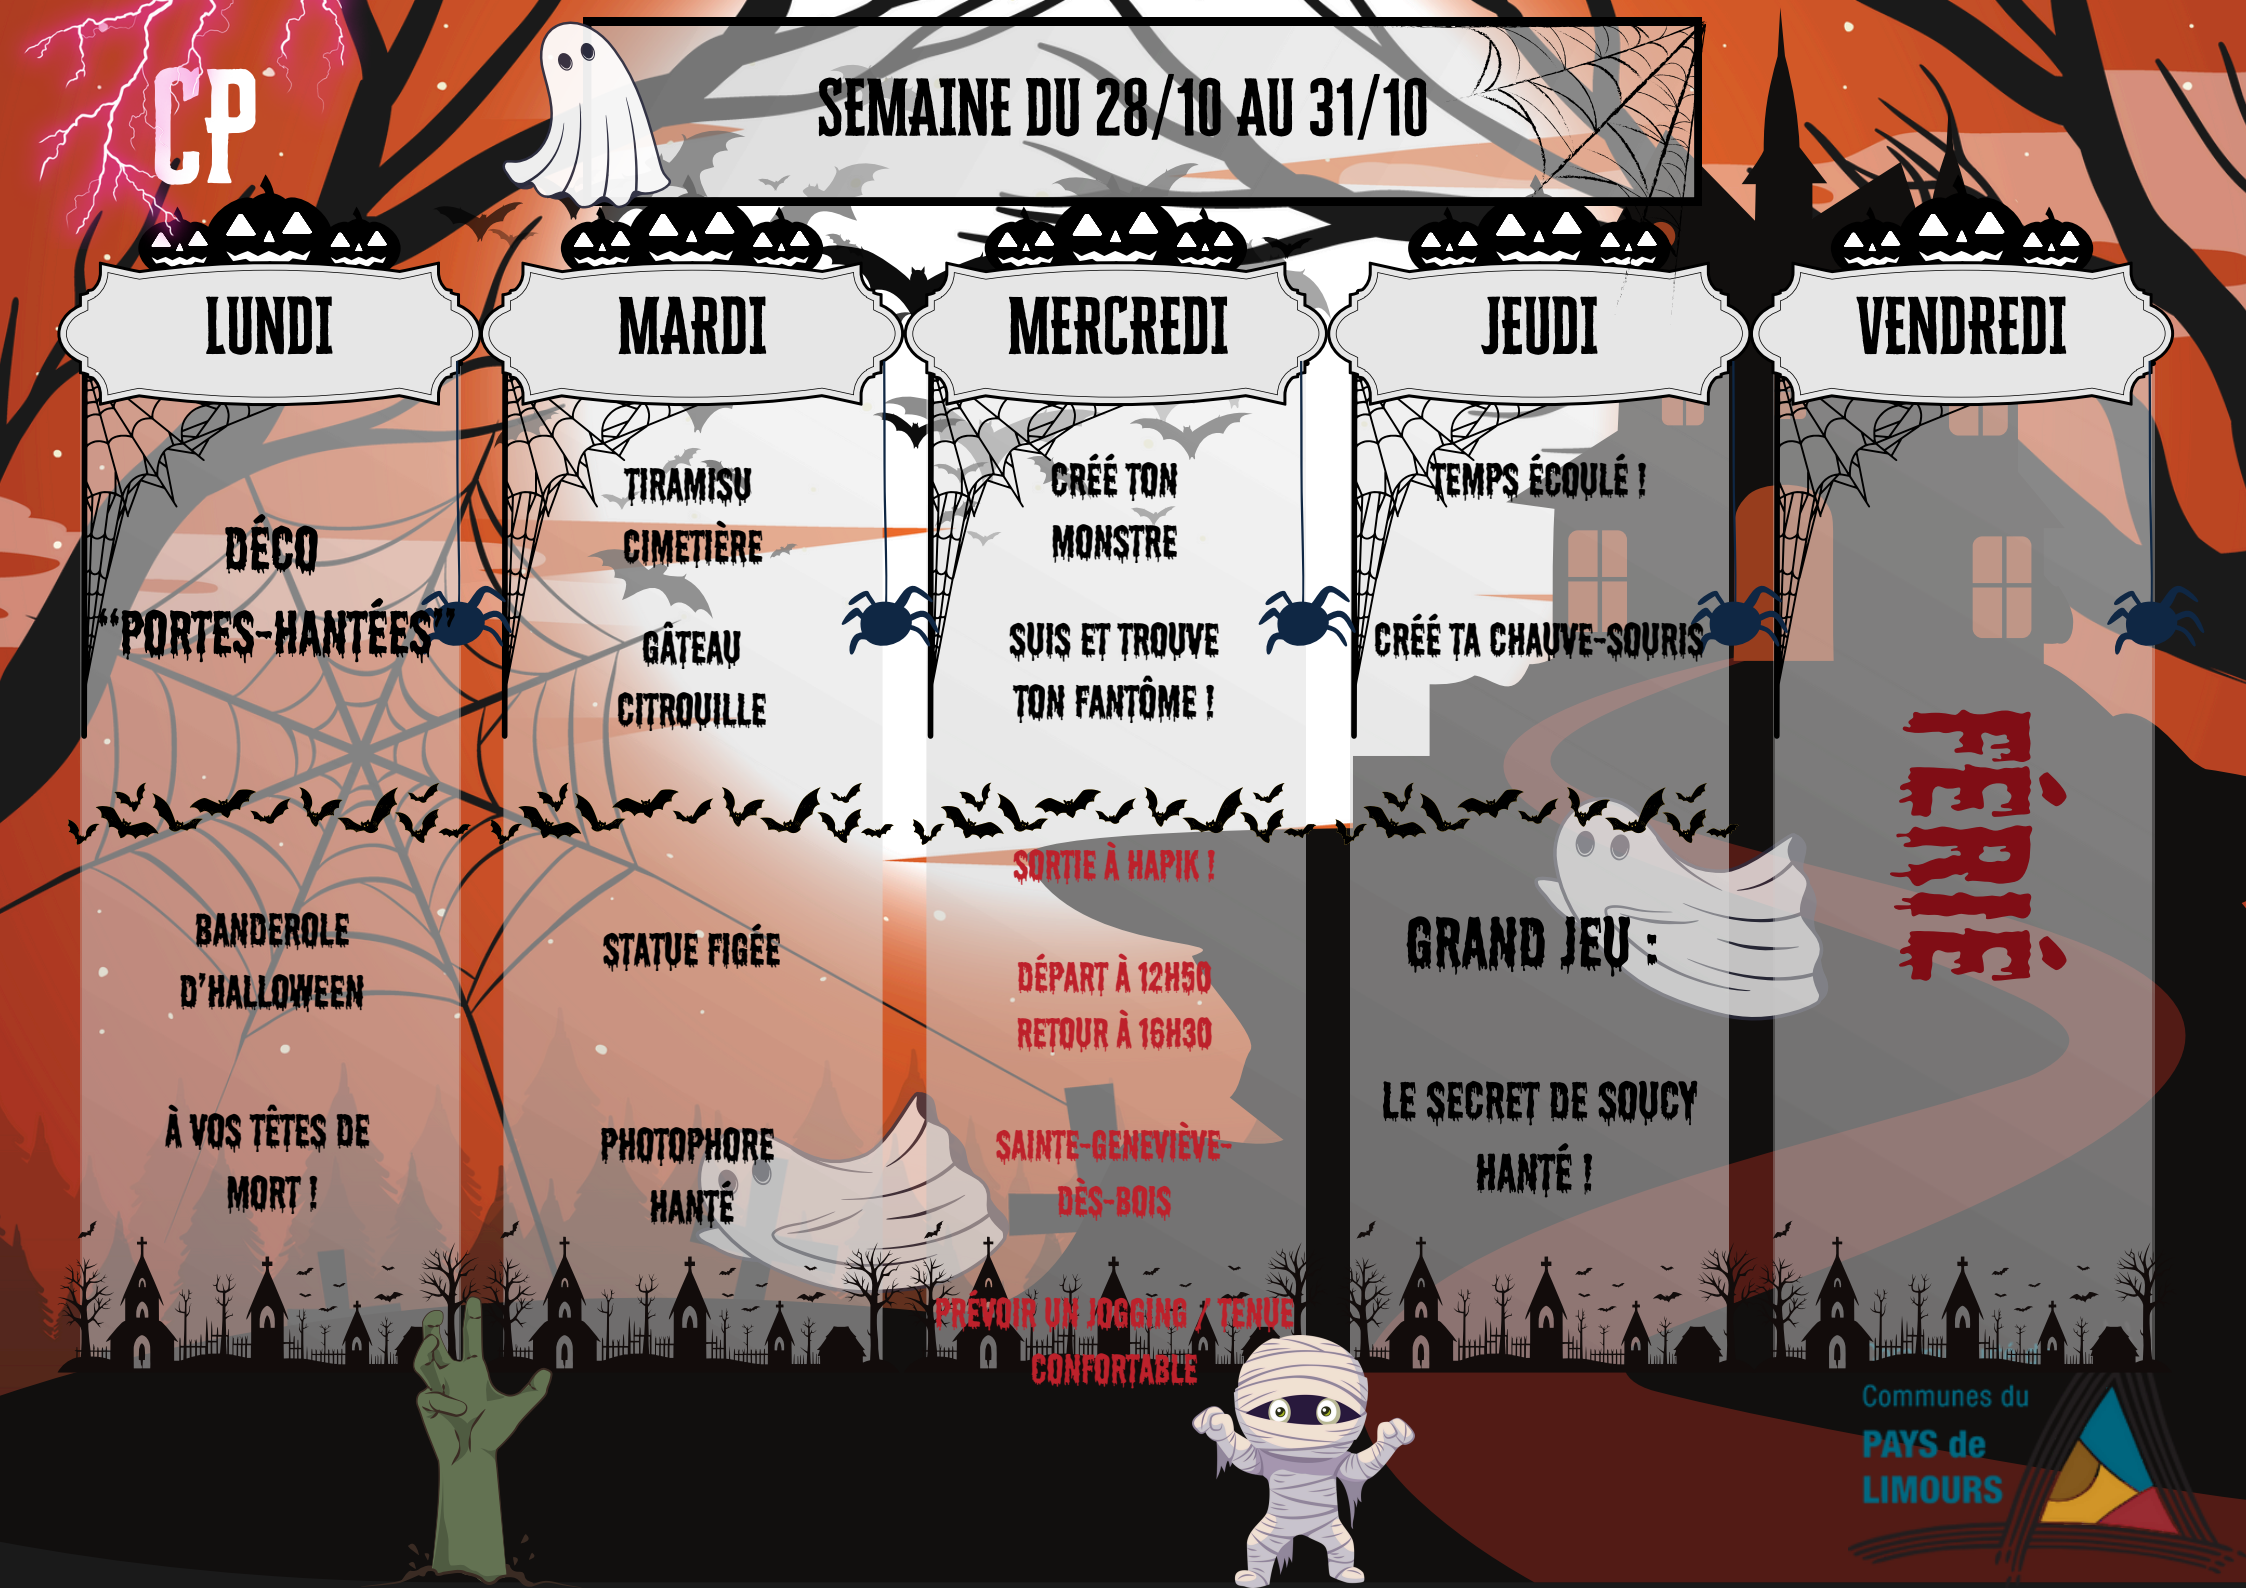 CP
SEMAINE DU 28/10 AU 31/10
LUNDI
DÉCO
“PORTES-HANTÉES”
BANDEROLE
D’HALLOWEEN
À VOS TÊTES DE
MORT !
MARDI
TIRAMISU
CIMETIÈRE
GÂTEAU
CITROUILLE
STATUE FIGÉE
PHOTOPHORE
HANTÉ
MERCREDI
CRÉÉ TON
MONSTRE
SUIS ET TROUVE
TON FANTÔME !
SORTIE À HAPIK !
DÉPART À 12H50
RETOUR À 16H30
SAINTE-GENEVIÈVE-
DÈS-BOIS
PRÉVOIR UN JOGGING / TENUE
CONFORTABLE
JEUDI
TEMPS ÉCOULÉ !
CRÉÉ TA CHAUVE-SOURIS
GRAND JEU :
LE SECRET DE SOUCY
HANTÉ !
VENDREDI
FÉRIÉ
Communes du
PAYS de
LIMOURS